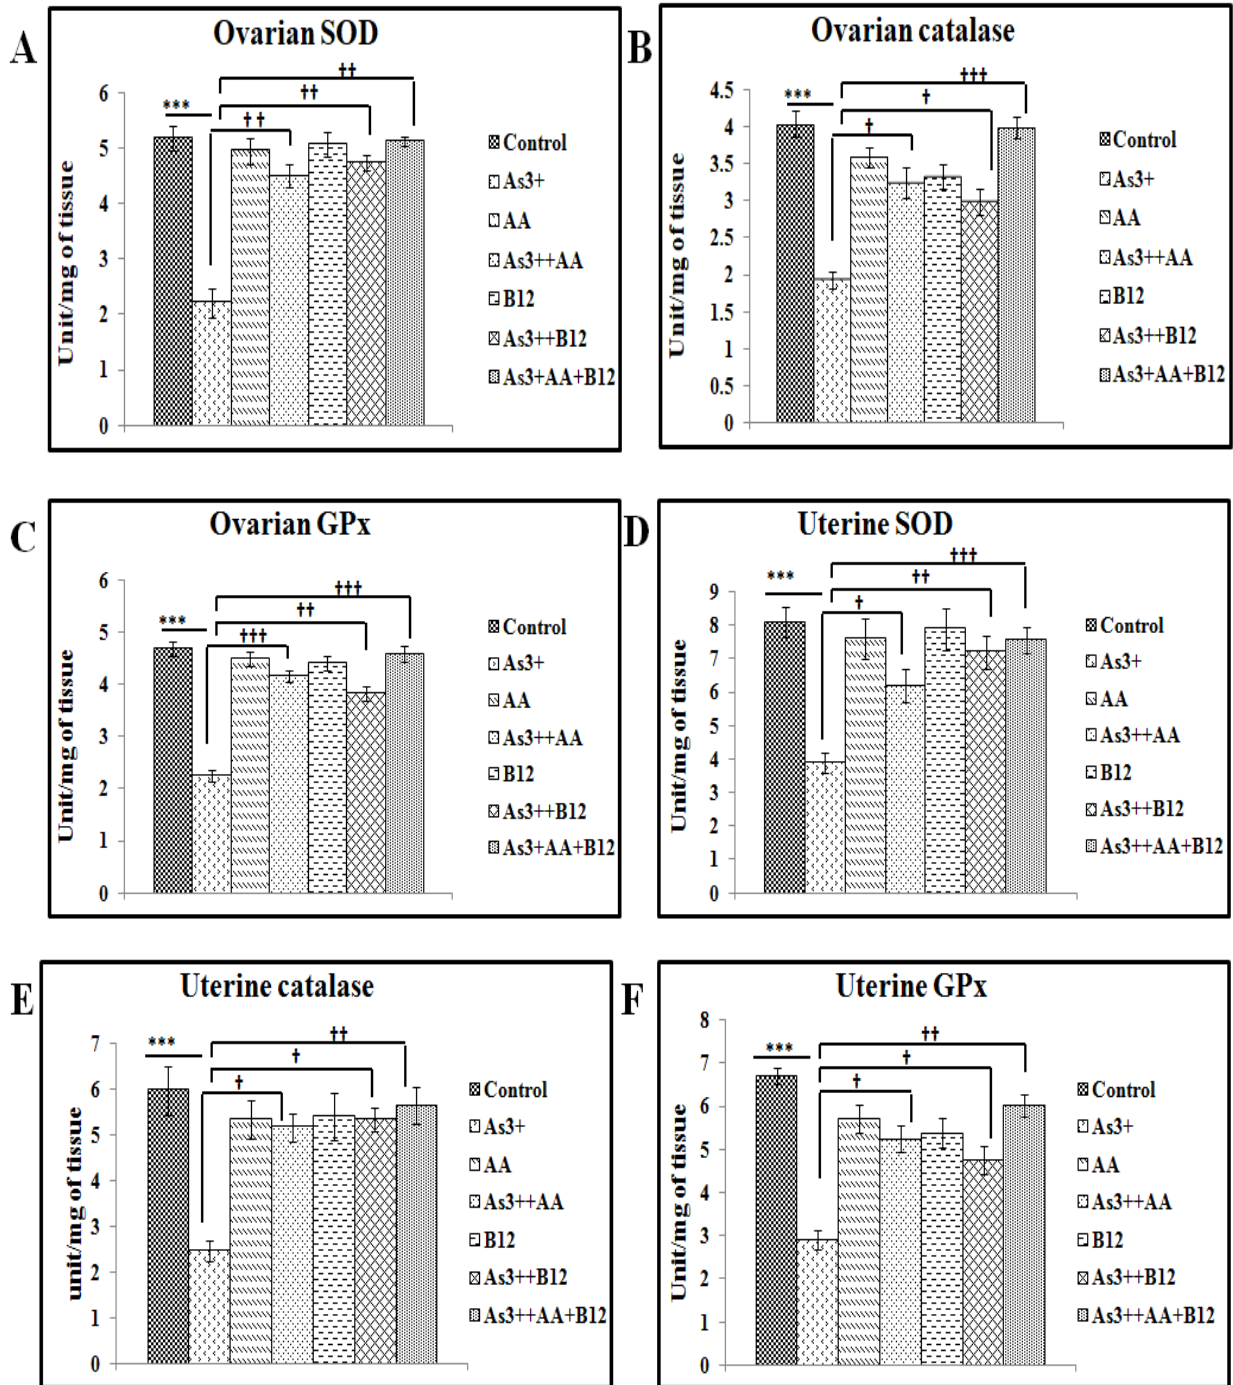 A
Ovarian SOD
Unit/mg of tissue
6
5
4
3
2
1
0
***
††
††
††
Control
As3+
AA
As3++AA
B12
As3++B12
As3+AA+B12
B
Ovarian catalase
Unit/mg of tissue
4.5
4
3.5
3
2.5
2
1.5
1
0.5
0
***
†††
†
†
Control
As3+
AA
As3++AA
B12
As3++B12
As3+AA+B12
C
Ovarian GPx
Unit/mg of tissue
6
5
4
3
2
1
0
***
†††
††
†††
Control
As3+
AA
As3++AA
B12
As3++B12
As3+AA+B12
D
Uterine SOD
Unit/mg of tissue
9
8
7
6
5
4
3
2
1
0
***
†††
††
†
Control
As3+
AA
As3++AA
B12
As3++B12
As3++AA+B12
E
Uterine catalase
unit/mg of tissue
7
6
5
4
3
2
1
0
***
††
†
†
Control
As3+
AA
As3++AA
B12
As3++B12
As3++AA+B12
F
Uterine GPx
Unit/mg of tissue
8
7
6
5
4
3
2
1
0
***
††
†
†
Control
As3+
AA
As3++AA
B12
As3++B12
As3++AA+B12